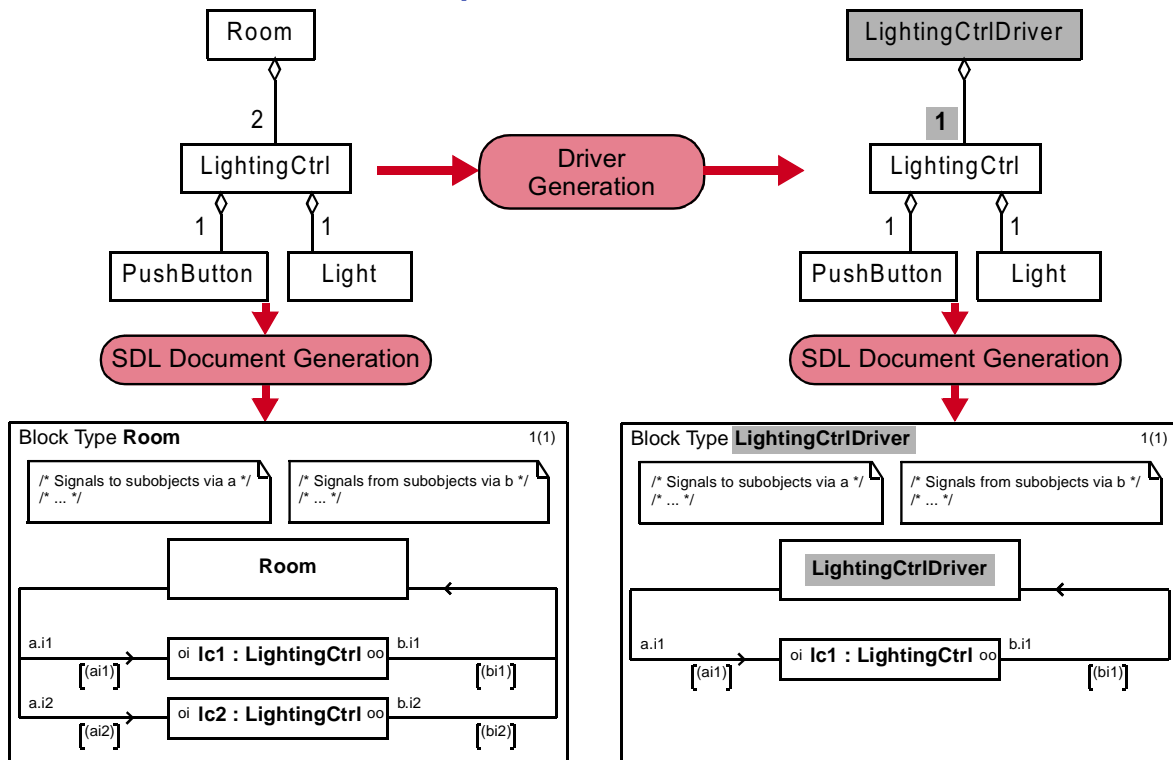 Room
2
LightingCtrl
1
1
PushButton
Light
Driver
Generation
LightingCtrlDriver
1
LightingCtrl
1
1
PushButton
Light
SDL Document Generation
SDL Document Generation
Block Type Room
1(1)
/* Signals to subobjects via a */
/* ... */
/* Signals from subobjects via b */
/* ... */
Room
a.i1
[(ai1)]
oi lc1 : LightingCtrl oo
b.i1
[(bi1)]
a.i2
[(ai2)]
oi lc2 : LightingCtrl oo
b.i2
[(bi2)]
Block Type LightingCtrlDriver
1(1)
/* Signals to subobjects via a */
/* ... */
/* Signals from subobjects via b */
/* ... */
LightingCtrlDriver
a.i1
[(ai1)]
oi lc1 : LightingCtrl oo
b.i1
[(bi1)]